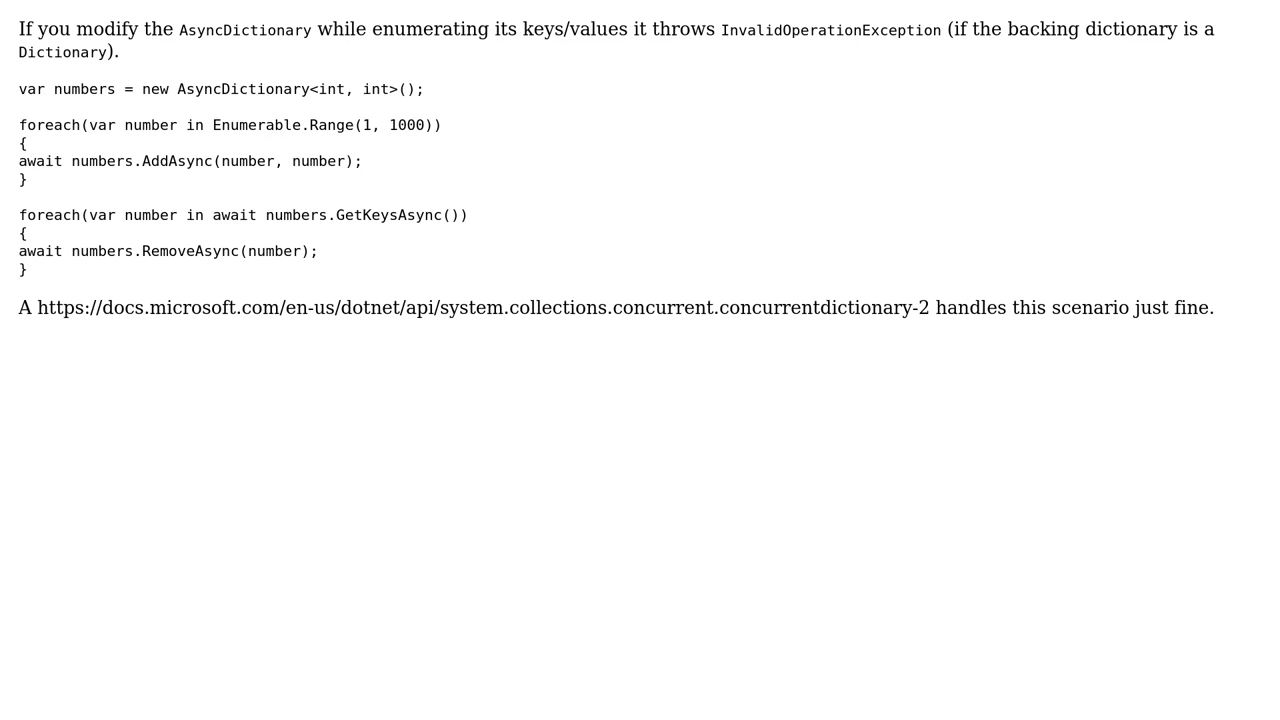 If you modify the AsyncDictionary while enumerating its keys/values it throws InvalidOperationException (if the backing dictionary is a
Dictionary).
var numbers = new AsyncDictionary<int, int>();
foreach(var number in Enumerable.Range(1, 1000))
{
await numbers.AddAsync(number, number);
}
foreach(var number in await numbers.GetKeysAsync())
{
await numbers.RemoveAsync(number);
}
A https://docs.microsoft.com/en-us/dotnet/api/system.collections.concurrent.concurrentdictionary-2 handles this scenario just fine.